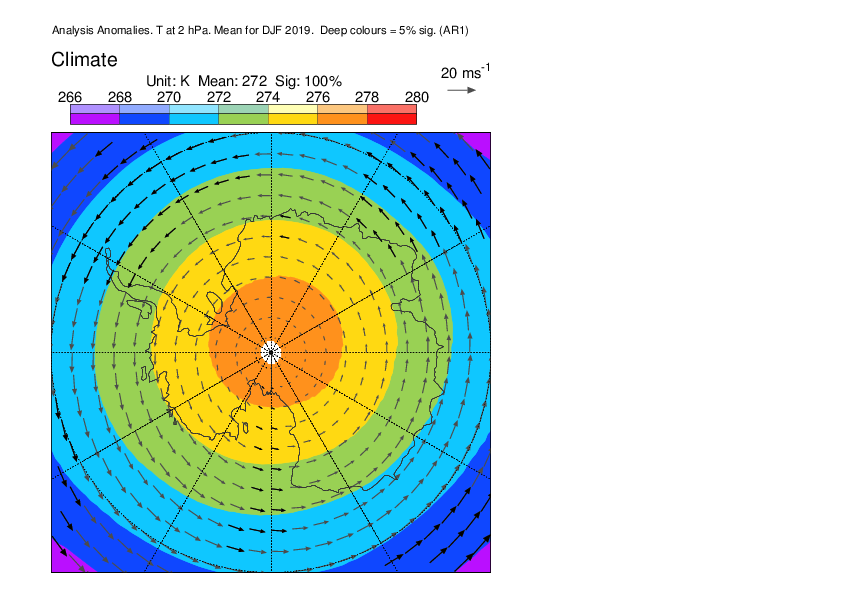 Analysis Anomalies. T at 2 hPa. Mean for DJF 2019.  Deep colours = 5% sig. (AR1)
Climate
20 ms-1
Unit: K  Mean: 272  Sig: 100%
266 268 270 272 274 276 278 280